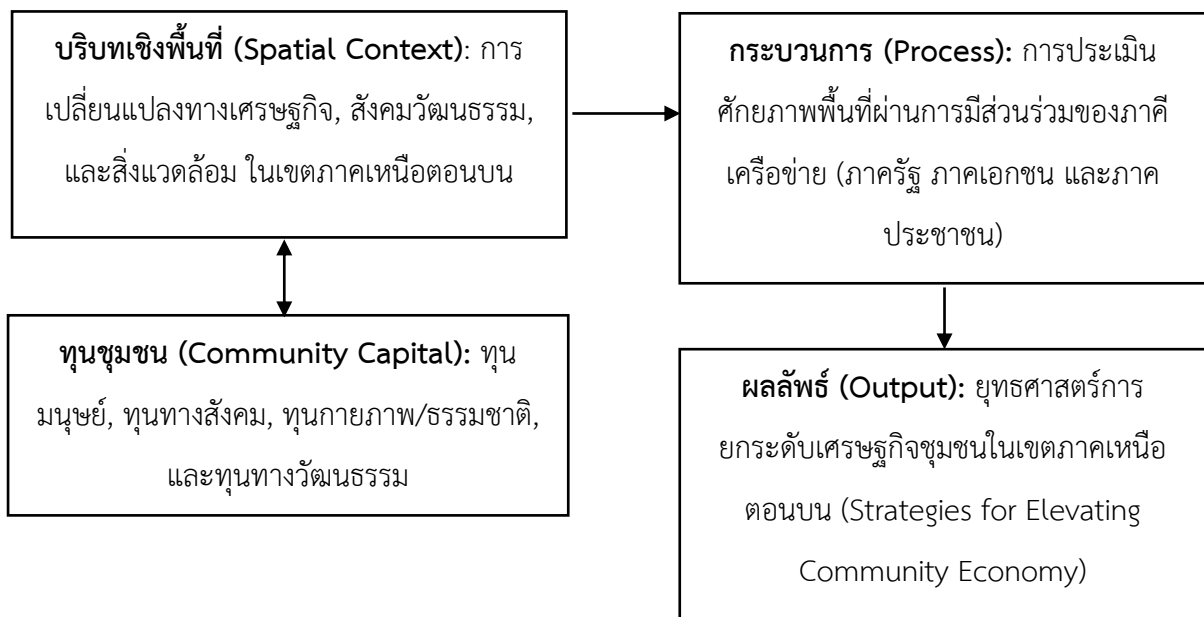 บริบทเชิงพื้นที่ (Spatial Context): การ
เปลี่ยนแปลงทางเศรษฐกิจ, สังคมวัฒนธรรม,
และสิ่งแวดล้อม ในเขตภาคเหนือตอนบน
ทุนชุมชน (Community Capital): ทุน
มนุษย์, ทุนทางสังคม, ทุนกายภาพ/ธรรมชาติ,
และทุนทางวัฒนธรรม
กระบวนการ (Process): การประเมิน
ศักยภาพพื้นที่ผ่านการมีส่วนร่วมของภาคี
เครือข่าย (ภาครัฐ ภาคเอกชน และภาค
ประชาชน)
ผลลัพธ์ (Output): ยุทธศาสตร์การ
ยกระดับเศรษฐกิจชุมชนในเขตภาคเหนือ
ตอนบน (Strategies for Elevating
Community Economy)